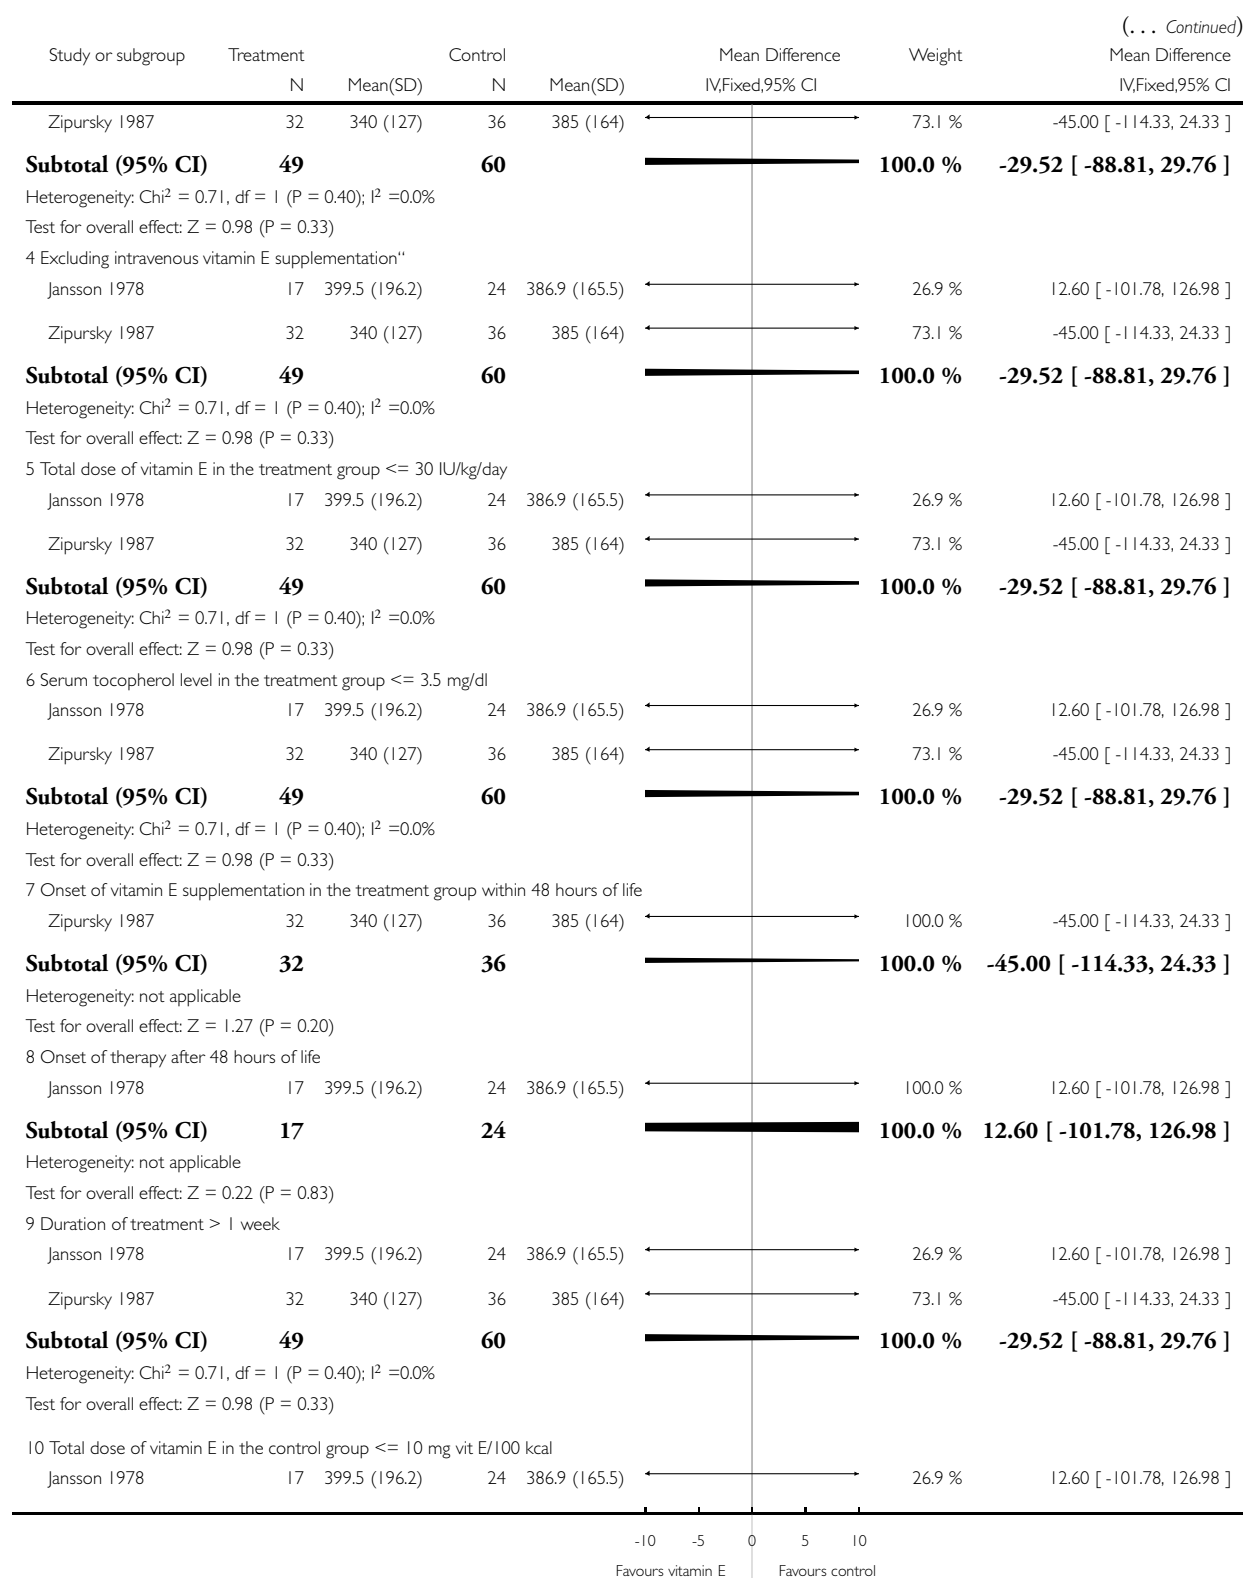 (... Continued)
Study or subgroup Treatment Control Mean Difference Weight Mean Difference
N Mean(SD) N Mean(SD) IV,Fixed,95% CI IV,Fixed,95% CI
Zipursky 1987 32 340 (127) 36 385 (164) 73.1 % -45.00 [ -114.33, 24.33 ]
Subtotal (95% CI) 49 60 100.0 % -29.52 [ -88.81, 29.76 ]
Heterogeneity: Chi² = 0.71, df = 1 (P = 0.40); I² =0.0%
Test for overall effect: Z = 0.98 (P = 0.33)
4 Excluding intravenous vitamin E supplementation“
Jansson 1978 17 399.5 (196.2) 24 386.9 (165.5) 26.9 % 12.60 [ -101.78, 126.98 ]
Zipursky 1987 32 340 (127) 36 385 (164) 73.1 % -45.00 [ -114.33, 24.33 ]
Subtotal (95% CI) 49 60 100.0 % -29.52 [ -88.81, 29.76 ]
Heterogeneity: Chi² = 0.71, df = 1 (P = 0.40); I² =0.0%
Test for overall effect: Z = 0.98 (P = 0.33)
5 Total dose of vitamin E in the treatment group <= 30 IU/kg/day
Jansson 1978 17 399.5 (196.2) 24 386.9 (165.5) 26.9 % 12.60 [ -101.78, 126.98 ]
Zipursky 1987 32 340 (127) 36 385 (164) 73.1 % -45.00 [ -114.33, 24.33 ]
Subtotal (95% CI) 49 60 100.0 % -29.52 [ -88.81, 29.76 ]
Heterogeneity: Chi² = 0.71, df = 1 (P = 0.40); I² =0.0%
Test for overall effect: Z = 0.98 (P = 0.33)
6 Serum tocopherol level in the treatment group <= 3.5 mg/dl
Jansson 1978 17 399.5 (196.2) 24 386.9 (165.5) 26.9 % 12.60 [ -101.78, 126.98 ]
Zipursky 1987 32 340 (127) 36 385 (164) 73.1 % -45.00 [ -114.33, 24.33 ]
Subtotal (95% CI) 49 60 100.0 % -29.52 [ -88.81, 29.76 ]
Heterogeneity: Chi² = 0.71, df = 1 (P = 0.40); I² =0.0%
Test for overall effect: Z = 0.98 (P = 0.33)
7 Onset of vitamin E supplementation in the treatment group within 48 hours of life
Zipursky 1987 32 340 (127) 36 385 (164) 100.0 % -45.00 [ -114.33, 24.33 ]
Subtotal (95% CI) 32 36 100.0 % -45.00 [ -114.33, 24.33 ]
Heterogeneity: not applicable
Test for overall effect: Z = 1.27 (P = 0.20)
8 Onset of therapy after 48 hours of life
Jansson 1978 17 399.5 (196.2) 24 386.9 (165.5) 100.0 % 12.60 [ -101.78, 126.98 ]
Subtotal (95% CI) 17 24 100.0 % 12.60 [ -101.78, 126.98 ]
Heterogeneity: not applicable
Test for overall effect: Z = 0.22 (P = 0.83)
9 Duration of treatment > 1 week
Jansson 1978 17 399.5 (196.2) 24 386.9 (165.5) 26.9 % 12.60 [ -101.78, 126.98 ]
Zipursky 1987 32 340 (127) 36 385 (164) 73.1 % -45.00 [ -114.33, 24.33 ]
Subtotal (95% CI) 49 60 100.0 % -29.52 [ -88.81, 29.76 ]
Heterogeneity: Chi² = 0.71, df = 1 (P = 0.40); I² =0.0%
Test for overall effect: Z = 0.98 (P = 0.33)
10 Total dose of vitamin E in the control group <= 10 mg vit E/100 kcal
Jansson 1978 17 399.5 (196.2) 24 386.9 (165.5) 26.9 % 12.60 [ -101.78, 126.98 ]
-10 -5 0 5 10
Favours vitamin E Favours control